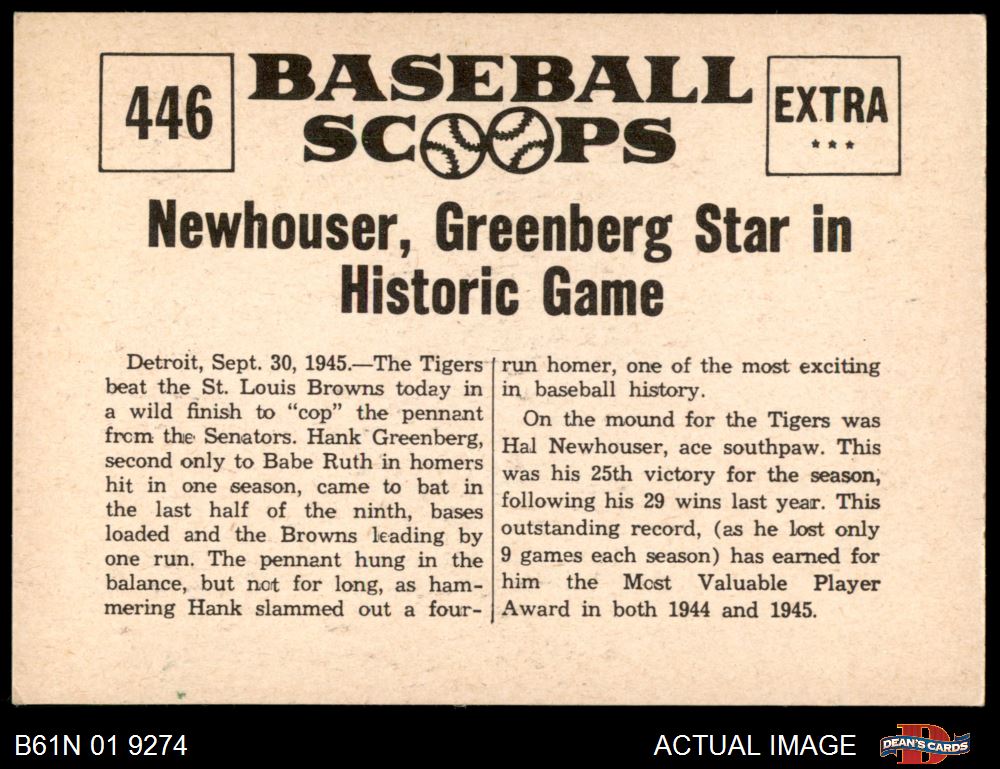 446
BASEBALL
SCOOPS
EXTRA
***
Newhouser, Greenberg Star in
Historic Game
Detroit, Sept. 30, 1945.—The Tigers
beat the St. Louis Browns today in
a wild finish to “cop” the pennant
from the Senators. Hank Greenberg,
second only to Babe Ruth in homers
hit in one season, came to bat in
the last half of the ninth, bases
loaded and the Browns leading by
one run. The pennant hung in the
balance, but not for long, as ham-
mering Hank slammed out a four-
run homer, one of the most exciting
in baseball history.
On the mound for the Tigers was
Hal Newhouser, ace southpaw. This
was his 25th victory for the season,
following his 29 wins last year. This
outstanding record, (as he lost only
9 games each season) has earned for
him the Most Valuable Player
Award in both 1944 and 1945.
B61N 01 9274
ACTUAL IMAGE
DEAN'S CARDS